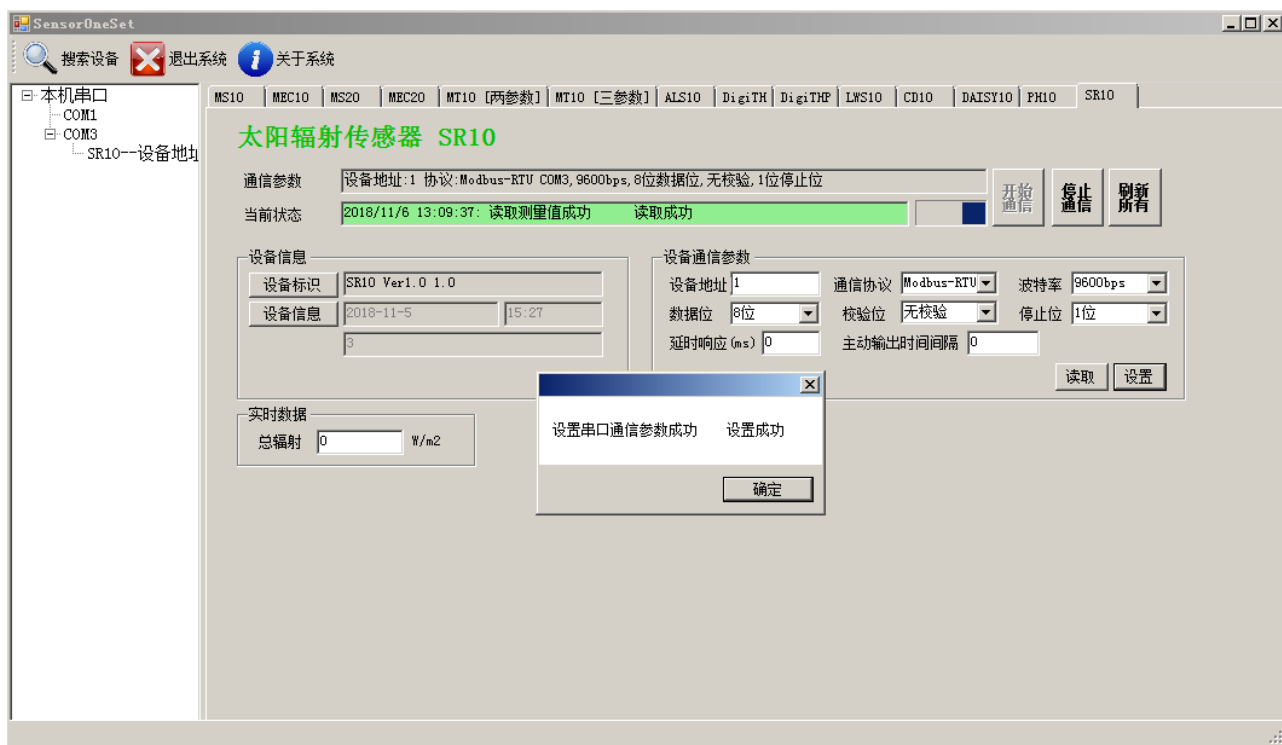 SensorOneSet
搜索设备 退出系统 关于系统
本机串口
COM1
COM3
SR10--设备地址
MS10 MEC10 MS20 MEC20 MT10 [两参数] MT10 [三参数] ALS10 DigiTH DigiTHP LWS10 CD10 DAISY10 PH10 SR10
太阳辐射传感器 SR10
通信参数 设备地址:1 协议:Modbus-RTU COM3,9600bps,8位数据位,无校验,1位停止位
当前状态 2018/11/6 13:09:37: 读取测量值成功 读取成功
开始通信 停止通信 刷新所有
设备信息
设备标识 SR10 Ver1.0 1.0
设备信息 2018-11-5 15:27
3
设备通信参数
设备地址 1 通信协议 Modbus-RTU 波特率 9600bps
数据位 8位 校验位 无校验 停止位 1位
延时响应(ms) 0 主动输出时间间隔 0
读取 设置
实时数据
总辐射 0 W/m2
设置串口通信参数成功 设置成功
确定